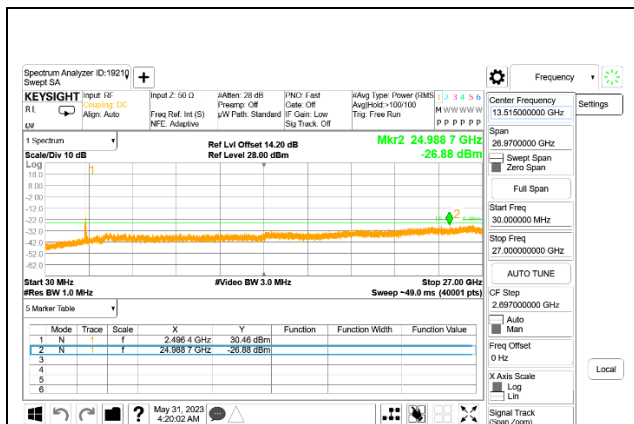 Spectrum Analyzer ID:19210
Swept SA
Frequency
Settings
KEYSIGHT
RL
Input: RF
Coupling: DC
Align: Auto
Input Z: 50 Ω
Freq Ref: Int (S)
NFE: Adaptive
#Atten: 28 dB
Preamp: Off
µW Path: Standard
PNO: Fast
Gate: Off
IF Gain: Low
Sig Track: Off
#Avg Type: Power (RMS
Avg|Hold:>100/100
Trig: Free Run
1 2 3 4 5 6
M W W W W W
P P P P P P
1 Spectrum
Scale/Div 10 dB
Log
Ref Lvl Offset 14.20 dB
Ref Level 28.00 dBm
Mkr2 24.988 7 GHz
-26.88 dBm
18.0
8.00
-2.00
-12.0
-22.0
-32.0
-42.0
-52.0
-62.0
1
2
Start 30 MHz
#Res BW 1.0 MHz
#Video BW 3.0 MHz
Stop 27.00 GHz
Sweep ~49.0 ms (40001 pts)
5 Marker Table
Mode Trace Scale X Y Function Function Width Function Value
1 N 1 f 2.496 4 GHz 30.46 dBm
2 N 1 f 24.988 7 GHz -26.88 dBm
3
4
5
6
?
May 31, 2023
4:20:02 AM
Center Frequency
13.515000000 GHz
Span
26.9700000 GHz
Swept Span
Zero Span
Full Span
Start Freq
30.000000 MHz
Stop Freq
27.000000000 GHz
AUTO TUNE
CF Step
2.697000000 GHz
Auto
Man
Freq Offset
0 Hz
X Axis Scale
Log
Lin
Signal Track
(Span Zoom)
Local